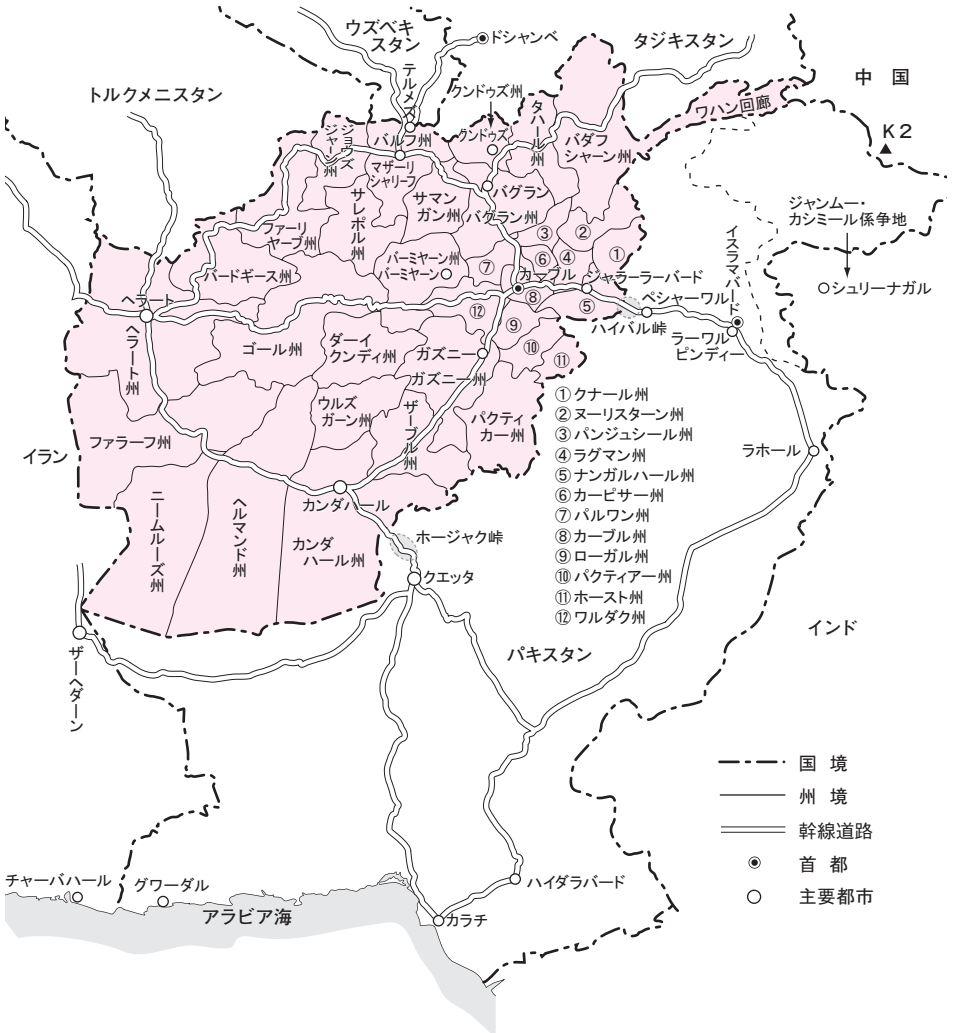 ウズベキ
スタン
ドシャンベ
タジキスタン
中国
トルクメニスタン
テルメズ
クンドゥズ州
クンドゥズ
タハール州
バダフ
シャーン州
ワハン回廊
K2
ジョウズ
ジャーン州
バルフ州
マザーリ
シャリーフ
サレポル州
サマン
ガン州
バグラン
バグラン州
ファーリ
ヤーブ州
バードギース州
バーミヤーン州
バーミヤーン
③
②
①
⑥
④
⑦
カーブル
ジャラーラーバード
⑧
⑤
⑫
⑨
⑩
⑪
ペシャーワル
ハイバル峠
イスラマバード
ラーワル
ピンディー
ジャンムー・
カシミール係争地
シュリーナガル
ヘラート
ヘラート州
ゴール州
ダーイ
クンディ州
ガズニー
ガズニー州
ウルズ
ガーン州
ザーブル州
パクティ
カー州
イラン
ファラーフ州
ニームルーズ州
ヘルマンド州
カンダハール
カンダ
ハール州
ホージャク峠
クエッタ
ラホール
①クナール州
②ヌーリスターン州
③パンジュシール州
④ラグマン州
⑤ナンガルハール州
⑥カーピサー州
⑦パルワン州
⑧カーブル州
⑨ローガル州
⑩パクティアー州
⑪ホースト州
⑫ワルダク州
ザーヘダーン
パキスタン
インド
チャーバハール
グワーダル
アラビア海
カラチ
ハイダラバード
国境
州境
幹線道路
首都
主要都市